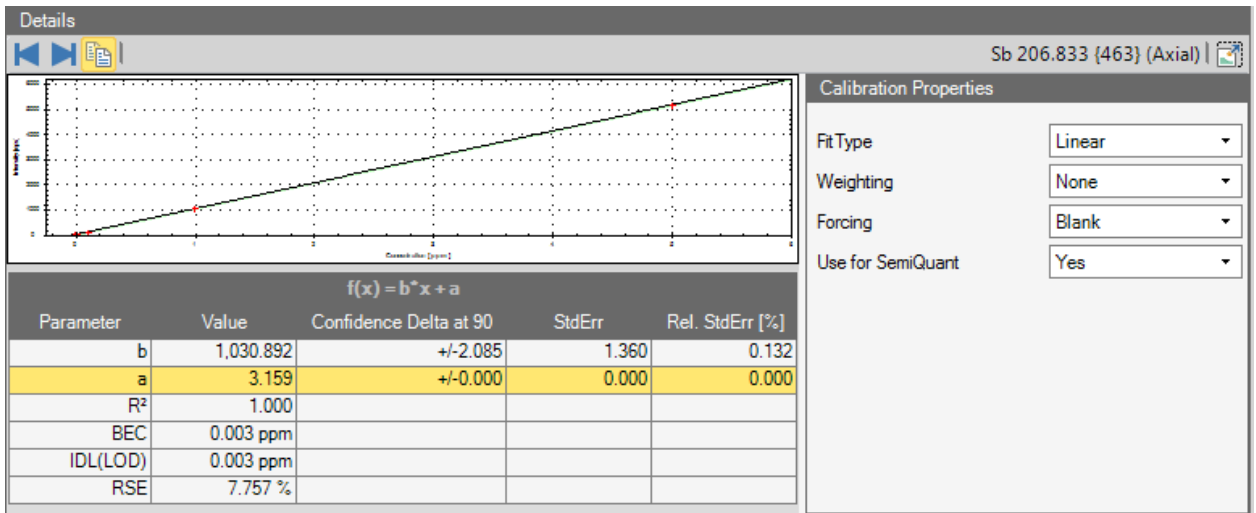 Details
Sb 206.833 {463} (Axial)
Calibration Properties
Fit Type Linear
Weighting None
Forcing Blank
Use for SemiQuant Yes
f(x) = b*x + a
Parameter Value Confidence Delta at 90 StdErr Rel. StdErr [%]
b 1,030.892 +/-2.085 1.360 0.132
a 3.159 +/-0.000 0.000 0.000
R² 1.000
BEC 0.003 ppm
IDL(LOD) 0.003 ppm
RSE 7.757 %